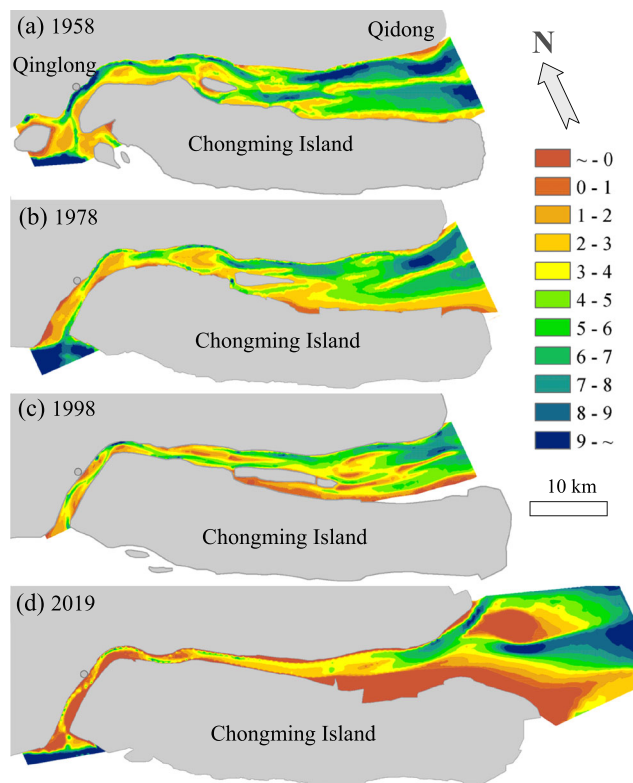 (a) 1958
Qidong
Qinglong
Chongming Island
N
~ - 0
0 - 1
1 - 2
2 - 3
3 - 4
4 - 5
5 - 6
6 - 7
7 - 8
8 - 9
9 - ~
10 km
(b) 1978
Chongming Island
(c) 1998
Chongming Island
(d) 2019
Chongming Island